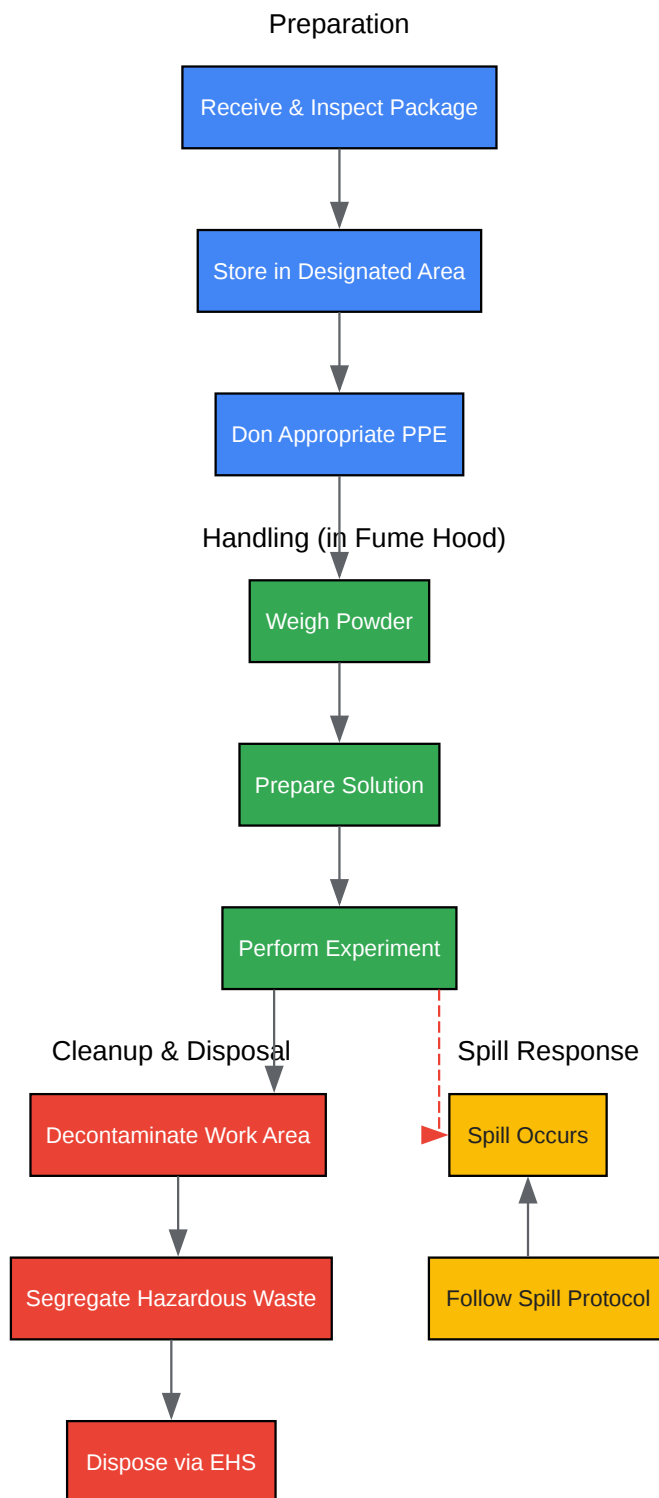 Preparation
Receive & Inspect Package
Store in Designated Area
Don Appropriate PPE
Handling (in Fume Hood)
Weigh Powder
Prepare Solution
Perform Experiment
Cleanup & Disposal
Spill Response
Decontaminate Work Area
Spill Occurs
Segregate Hazardous Waste
Follow Spill Protocol
Dispose via EHS